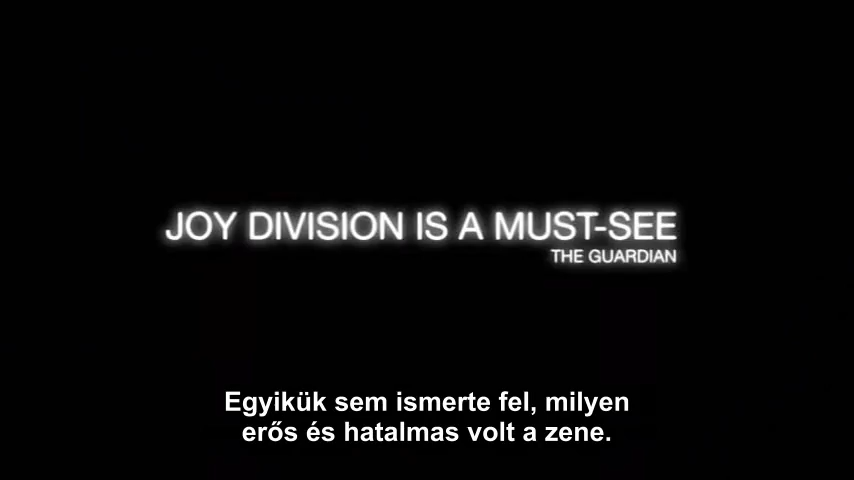 JOY DIVISION IS A MUST-SEE
THE GUARDIAN
Egyikük sem ismerte fel, milyen
erős és hatalmas volt a zene.